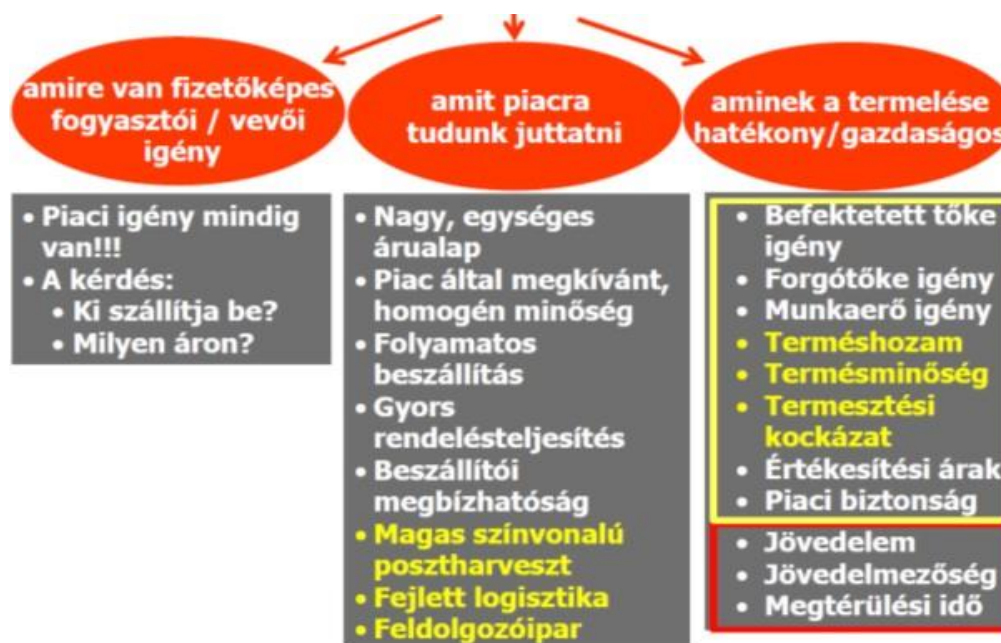 amire van fizetőképes
fogyasztói / vevői
igény
amit piacra
tudunk juttatni
aminek a termelése
hatékony/gazdaságos
• Piaci igény mindig
van!!!
• A kérdés:
• Ki szállítja be?
• Milyen áron?
• Nagy, egységes
árualap
• Piac által megkívánt,
homogén minőség
• Folyamatos
beszállítás
• Gyors
rendelésteljesítés
• Beszállítói
megbízhatóság
• Magas színvonalú
posztharveszt
• Fejlett logisztika
• Feldolgozóipar
• Befektetett tőke
igény
• Forgótőke igény
• Munkaerő igény
• Terméshozam
• Termésminőség
• Termesztési
kockázat
• Értékesítési árak
• Piaci biztonság
• Jövedelem
• Jövedelmezőség
• Megtérülési idő